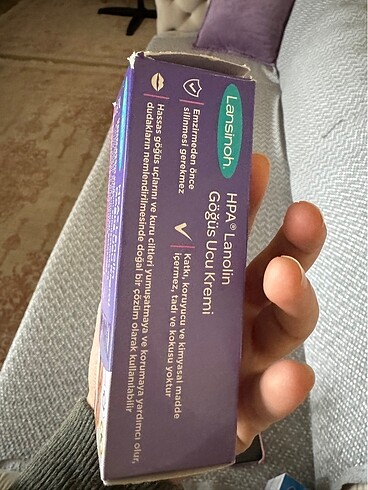 Lansinoh
HPA® Lanolin
Göğüs Ucu Kremi
Emzirmeden önce
silinmesi gerekmez
Katkı, koruyucu ve kimyasal madde
içermez, tadı ve kokusu yoktur
Hassas göğüs uçlarını ve kuru ciltleri yumuşatmaya ve korumaya yardımcı olur,
dudakların nemlendirilmesinde doğal bir çözüm olarak kullanılabilir